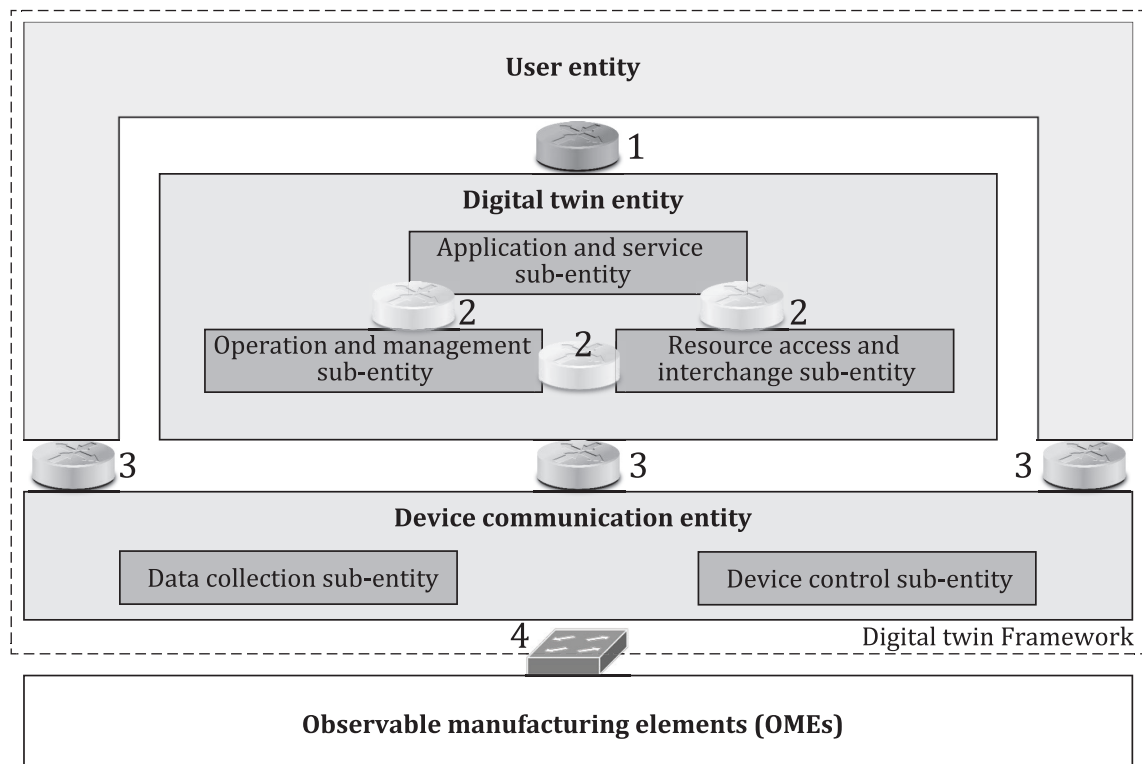 User entity
1
Digital twin entity
Application and service
sub-entity
2
2
Operation and management
sub-entity
2
Resource access and
interchange sub-entity
3
3
3
Device communication entity
Data collection sub-entity
Device control sub-entity
4
Digital twin Framework
Observable manufacturing elements (OMEs)